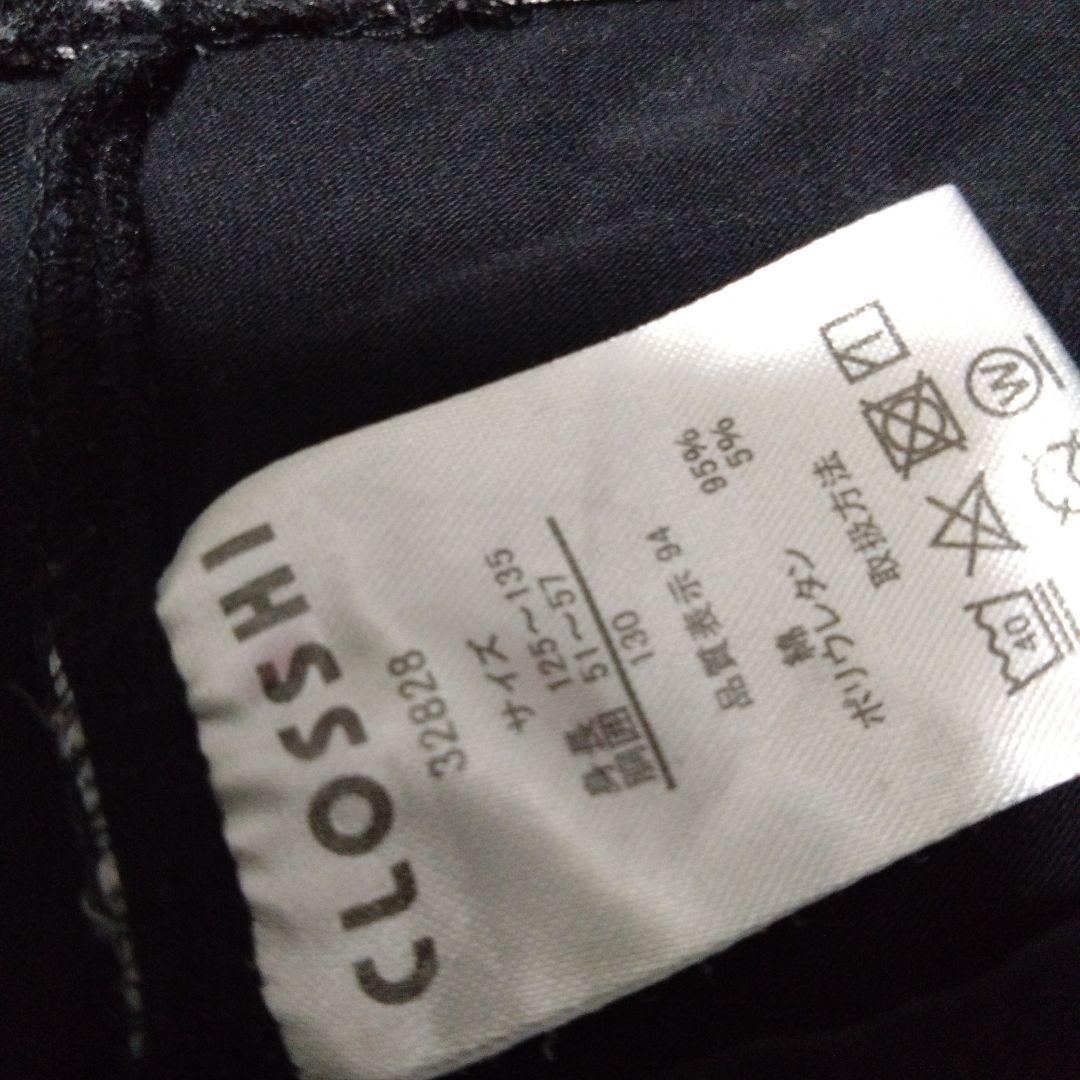 CLOSSHI
32828
サイズ
身長 125～135
胴囲 51～57
130
品質表示 94
綿 95%
ポリウレタン 5%
取扱方法
40
W